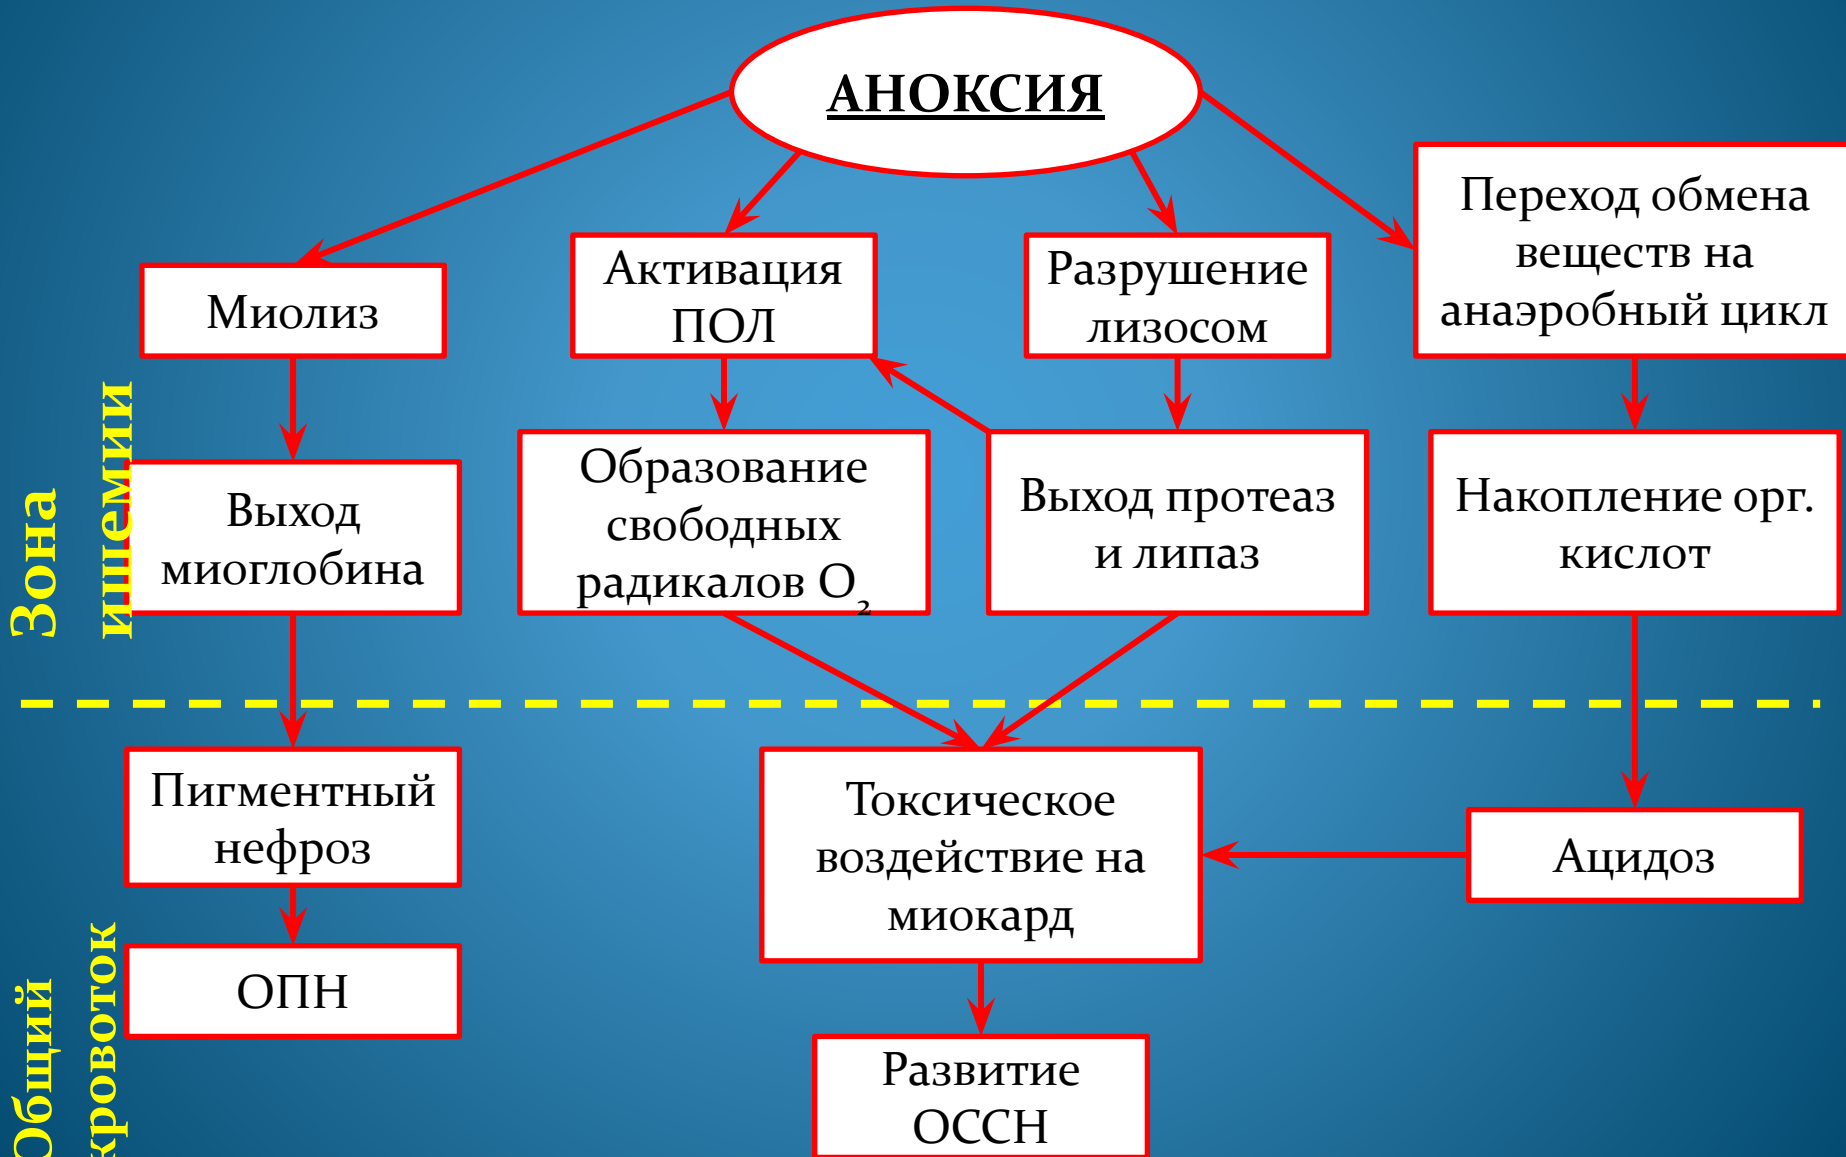 АНОКСИЯ
Переход обмена
веществ на
анаэробный цикл
Миолиз
Активация
ПОЛ
Разрушение
лизосом
Зона
ишемии
Выход
миоглобина
Образование
свободных
радикалов О₂
Выход протеаз
и липаз
Накопление орг.
кислот
Общий
кровоток
Пигментный
нефроз
Токсическое
воздействие на
миокард
Ацидоз
ОПН
Развитие
ОССН